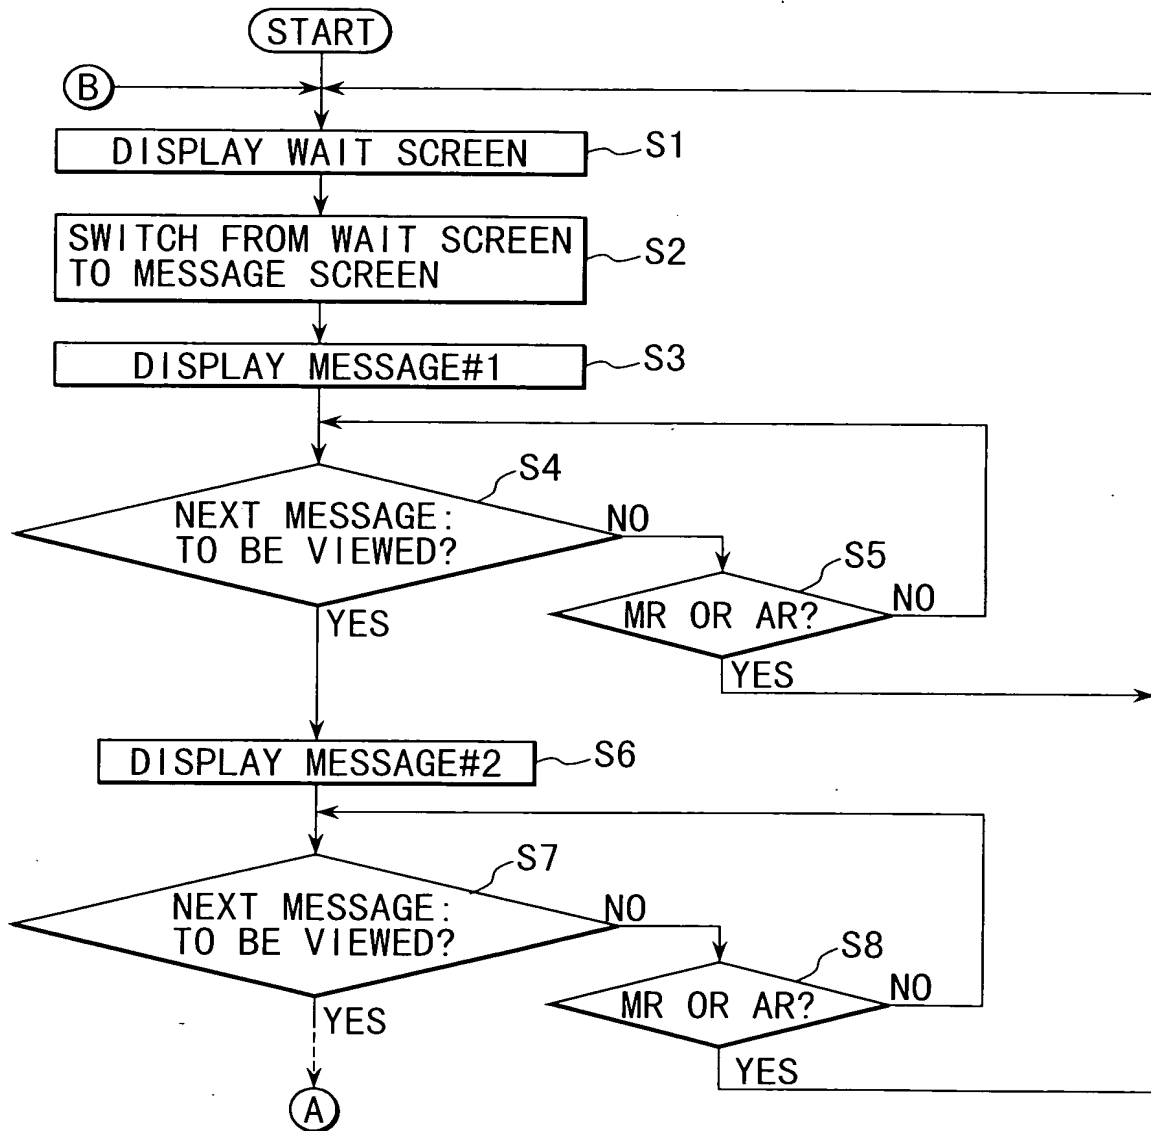 START
B
DISPLAY WAIT SCREEN
S1
SWITCH FROM WAIT SCREEN
TO MESSAGE SCREEN
S2
DISPLAY MESSAGE#1
S3
S4
NEXT MESSAGE:
TO BE VIEWED?
NO
YES
S5
MR OR AR?
NO
YES
DISPLAY MESSAGE#2
S6
S7
NEXT MESSAGE:
TO BE VIEWED?
NO
YES
S8
MR OR AR?
NO
YES
A